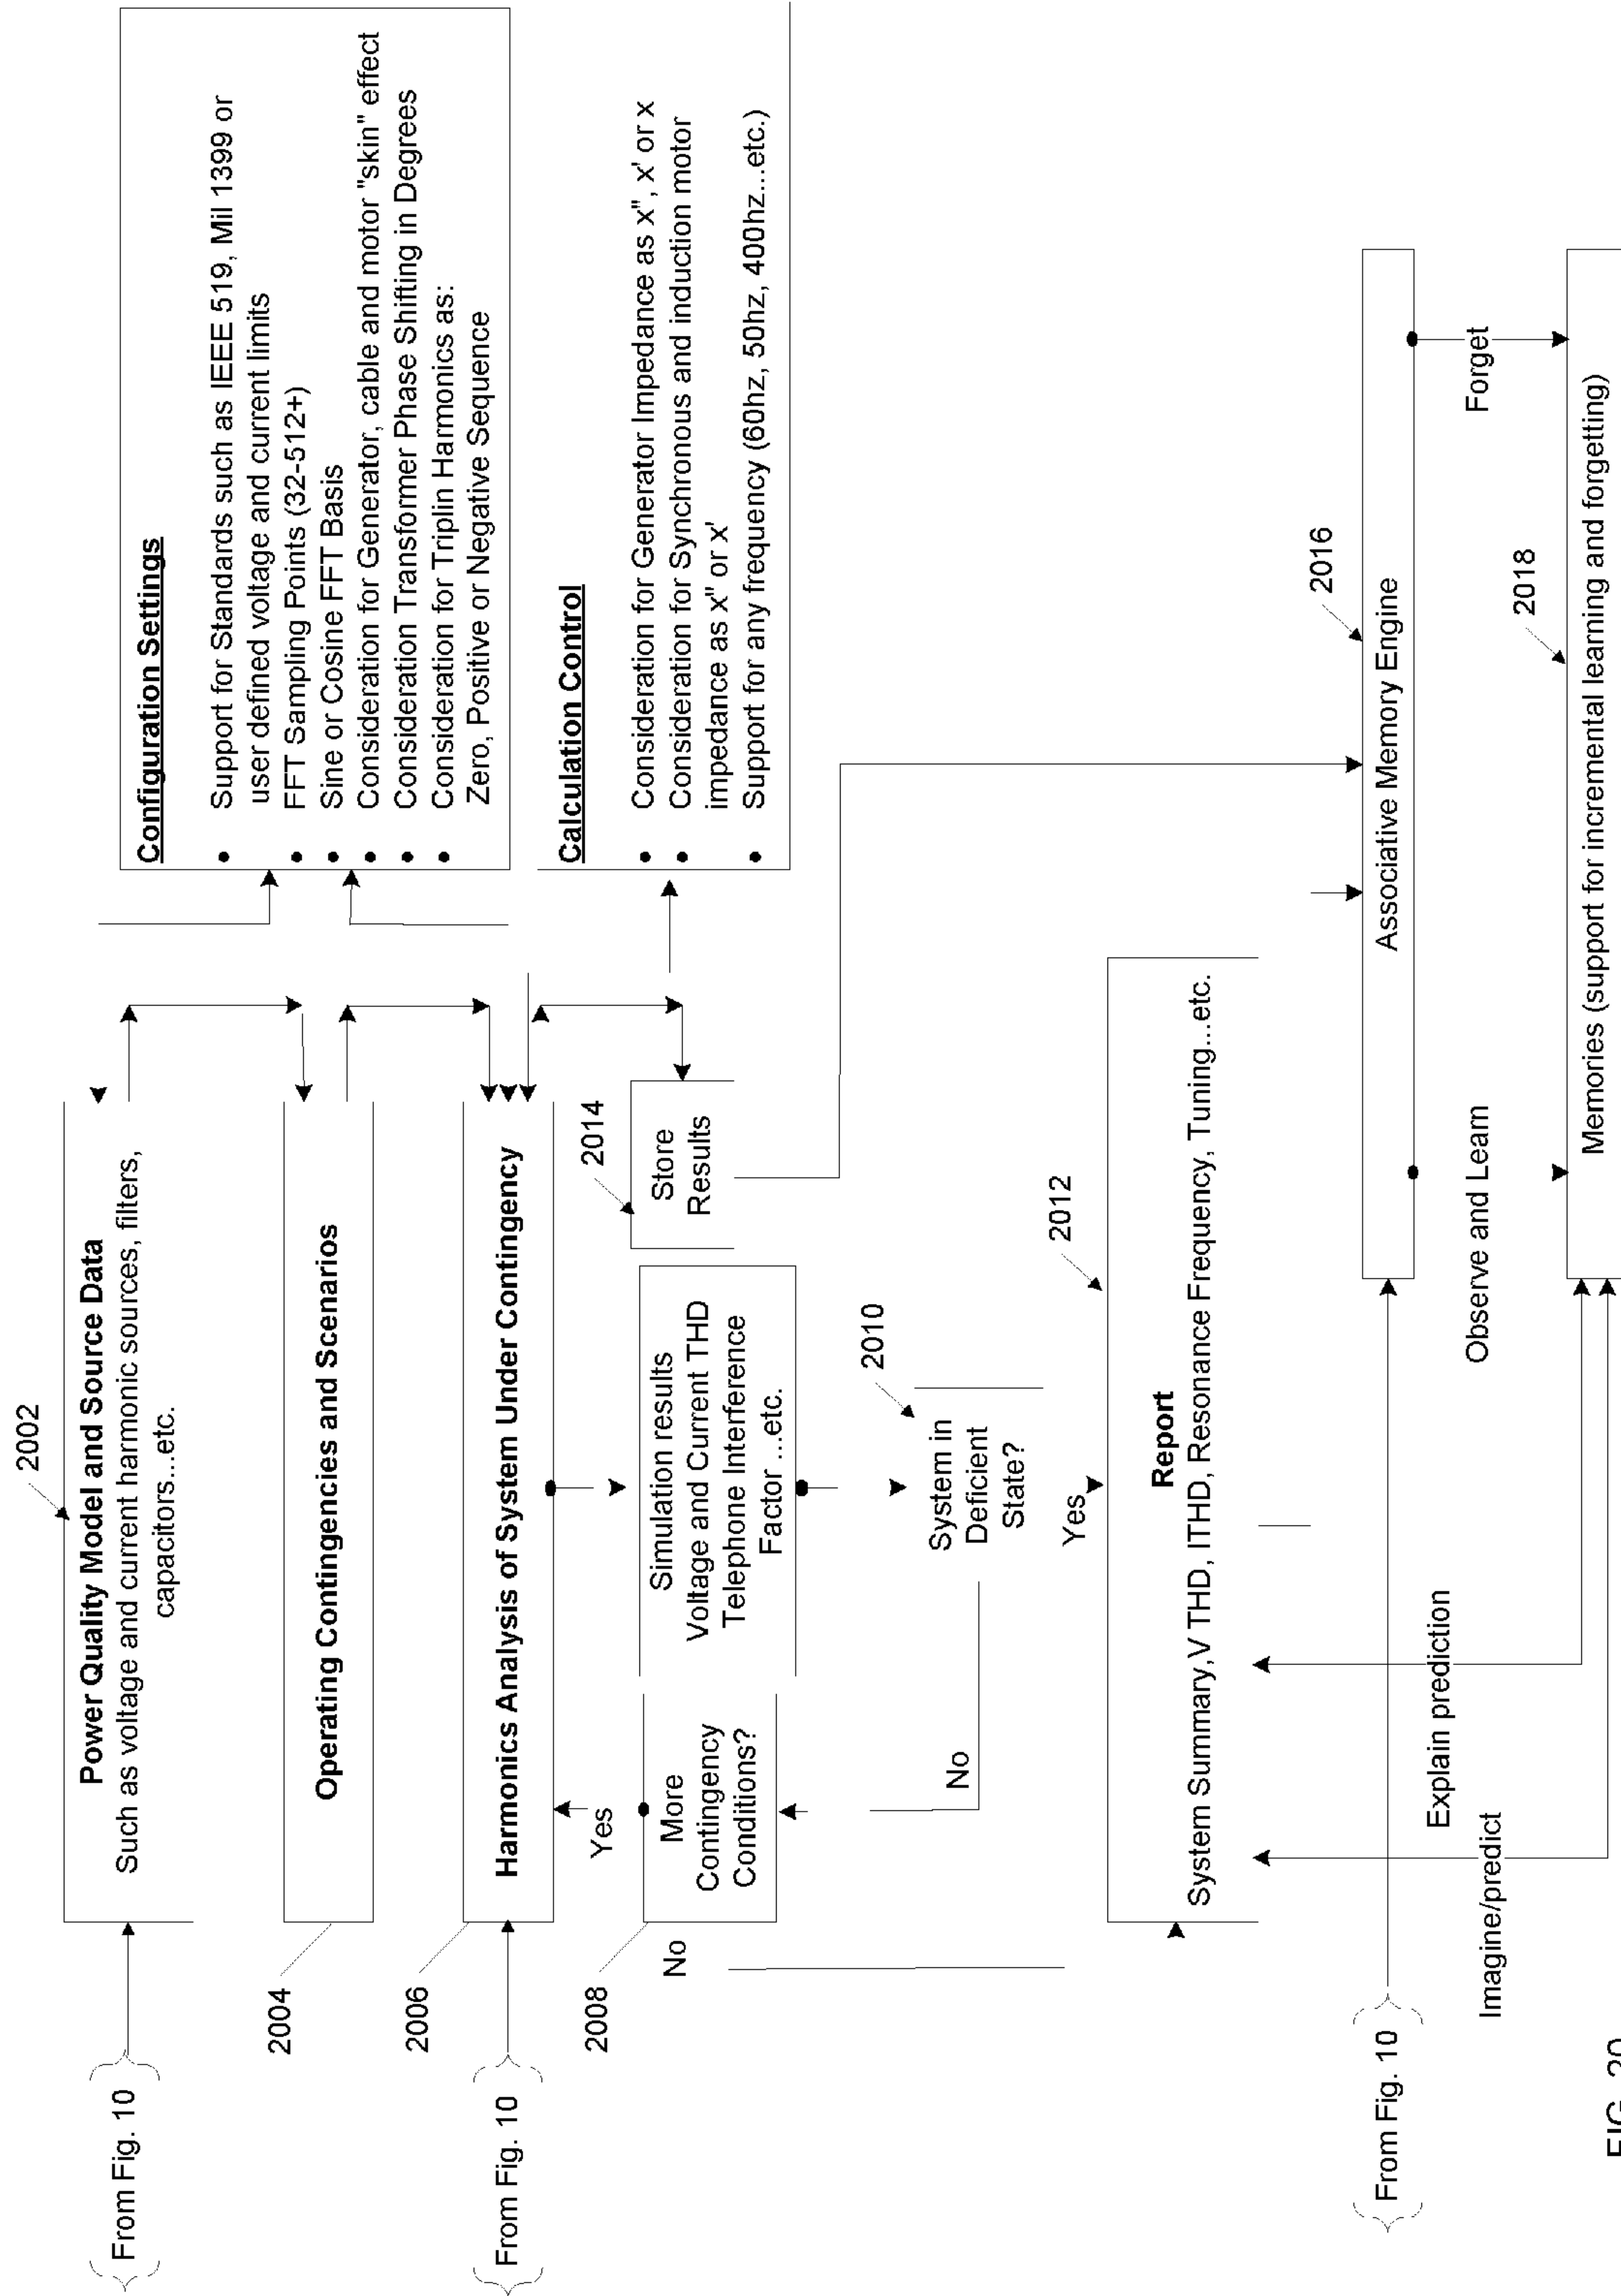 2002
From Fig. 10
Power Quality Model and Source Data
Such as voltage and current harmonic sources, filters,
capacitors...etc.
2004
Operating Contingencies and Scenarios
2006
From Fig. 10
Harmonics Analysis of System Under Contingency
Configuration Settings
• Support for Standards such as IEEE 519, Mil 1399 or
user defined voltage and current limits
• FFT Sampling Points (32-512+)
• Sine or Cosine FFT Basis
• Consideration for Generator, cable and motor "skin" effect
• Consideration Transformer Phase Shifting in Degrees
• Consideration for Triplin Harmonics as:
Zero, Positive or Negative Sequence
Calculation Control
• Consideration for Generator Impedance as x", x' or x
• Consideration for Synchronous and induction motor
impedance as x" or x'
• Support for any frequency (60hz, 50hz, 400hz...etc.)
2008
Yes
More
Contingency
Conditions?
No
Simulation results
Voltage and Current THD
Telephone Interference
Factor ...etc.
2014
Store
Results
2010
System in
Deficient
State?
No
Yes
2012
Report
System Summary,V THD, ITHD, Resonance Frequency, Tuning...etc.
From Fig. 10
2016
Associative Memory Engine
Explain prediction
Imagine/predict
Observe and Learn
Forget
2018
Memories (support for incremental learning and forgetting)
FIG. 20